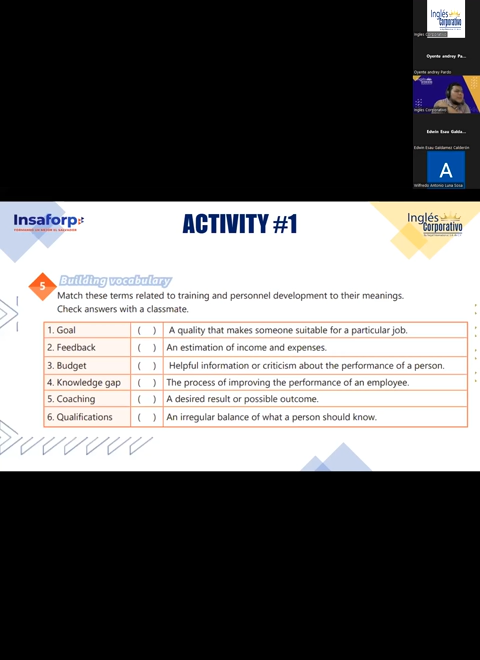 Inglés
Corporativo
Inglés Corporativo
Oyente andrey Pa...
Oyente andrey Pardo
Inglés Corporativo
Edwin Esau Galda...
Edwin Esau Galdamez Calderón
A
Wilfredo Antonio Luna Sosa
Insaforp
ACTIVITY #1
Inglés
Corporativo
5
Building vocabulary
Match these terms related to training and personnel development to their meanings.
Check answers with a classmate.
1. Goal ( ) A quality that makes someone suitable for a particular job.
2. Feedback ( ) An estimation of income and expenses.
3. Budget ( ) Helpful information or criticism about the performance of a person.
4. Knowledge gap ( ) The process of improving the performance of an employee.
5. Coaching ( ) A desired result or possible outcome.
6. Qualifications ( ) An irregular balance of what a person should know.